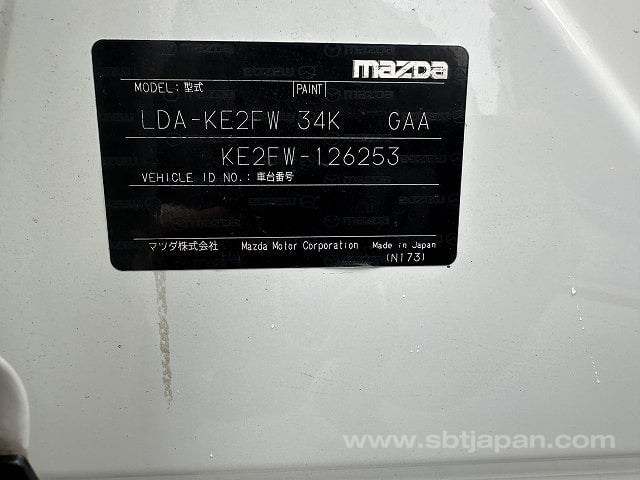 mazda
MODEL: 型式 PAINT
LDA-KE2FW 34K GAA
KE2FW-126253
VEHICLE ID NO.: 車台番号
マツダ株式会社 Mazda Motor Corporation Made in Japan
(N173)
www.sbtjapan.com